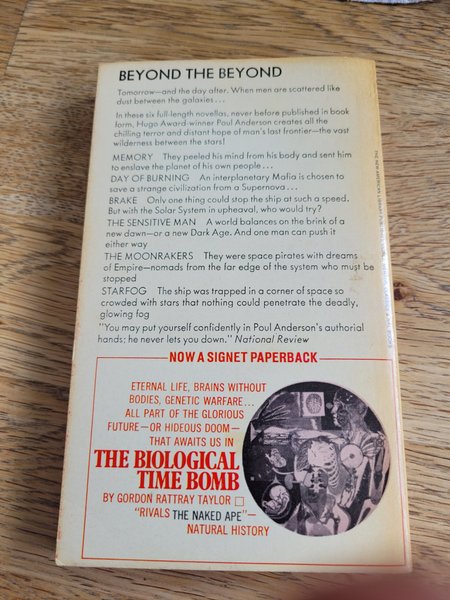 BEYOND THE BEYOND
Tomorrow—and the day after. When men are scattered like
dust between the galaxies...
In these six full-length novellas, never before published in book
form, Hugo Award-winner Poul Anderson creates all the
chilling terror and distant hope of man's last frontier—the vast
wilderness between the stars!
MEMORY They peeled his mind from his body and sent him
to enslave the planet of his own people...
DAY OF BURNING An interplanetary Mafia is chosen to
save a strange civilization from a Supernova...
BRAKE Only one thing could stop the ship at such a speed.
But with the Solar System in upheaval, who would try?
THE SENSITIVE MAN A world balances on the brink of a
new dawn—or a new Dark Age. And one man can push it
either way
THE MOONRAKERS They were space pirates with dreams
of Empire—nomads from the far edge of the system who must be
stopped
STARFOG The ship was trapped in a corner of space so
crowded with stars that nothing could penetrate the deadly,
glowing fog
"You may put yourself confidently in Poul Anderson's authorial
hands; he never lets you down." National Review
NOW A SIGNET PAPERBACK
ETERNAL LIFE, BRAINS WITHOUT
BODIES, GENETIC WARFARE...
ALL PART OF THE GLORIOUS
FUTURE—OR HIDEOUS DOOM—
THAT AWAITS US IN
THE BIOLOGICAL
TIME BOMB
BY GORDON RATTRAY TAYLOR
"RIVALS THE NAKED APE"—
NATURAL HISTORY
THE NEW AMERICAN LIBRARY